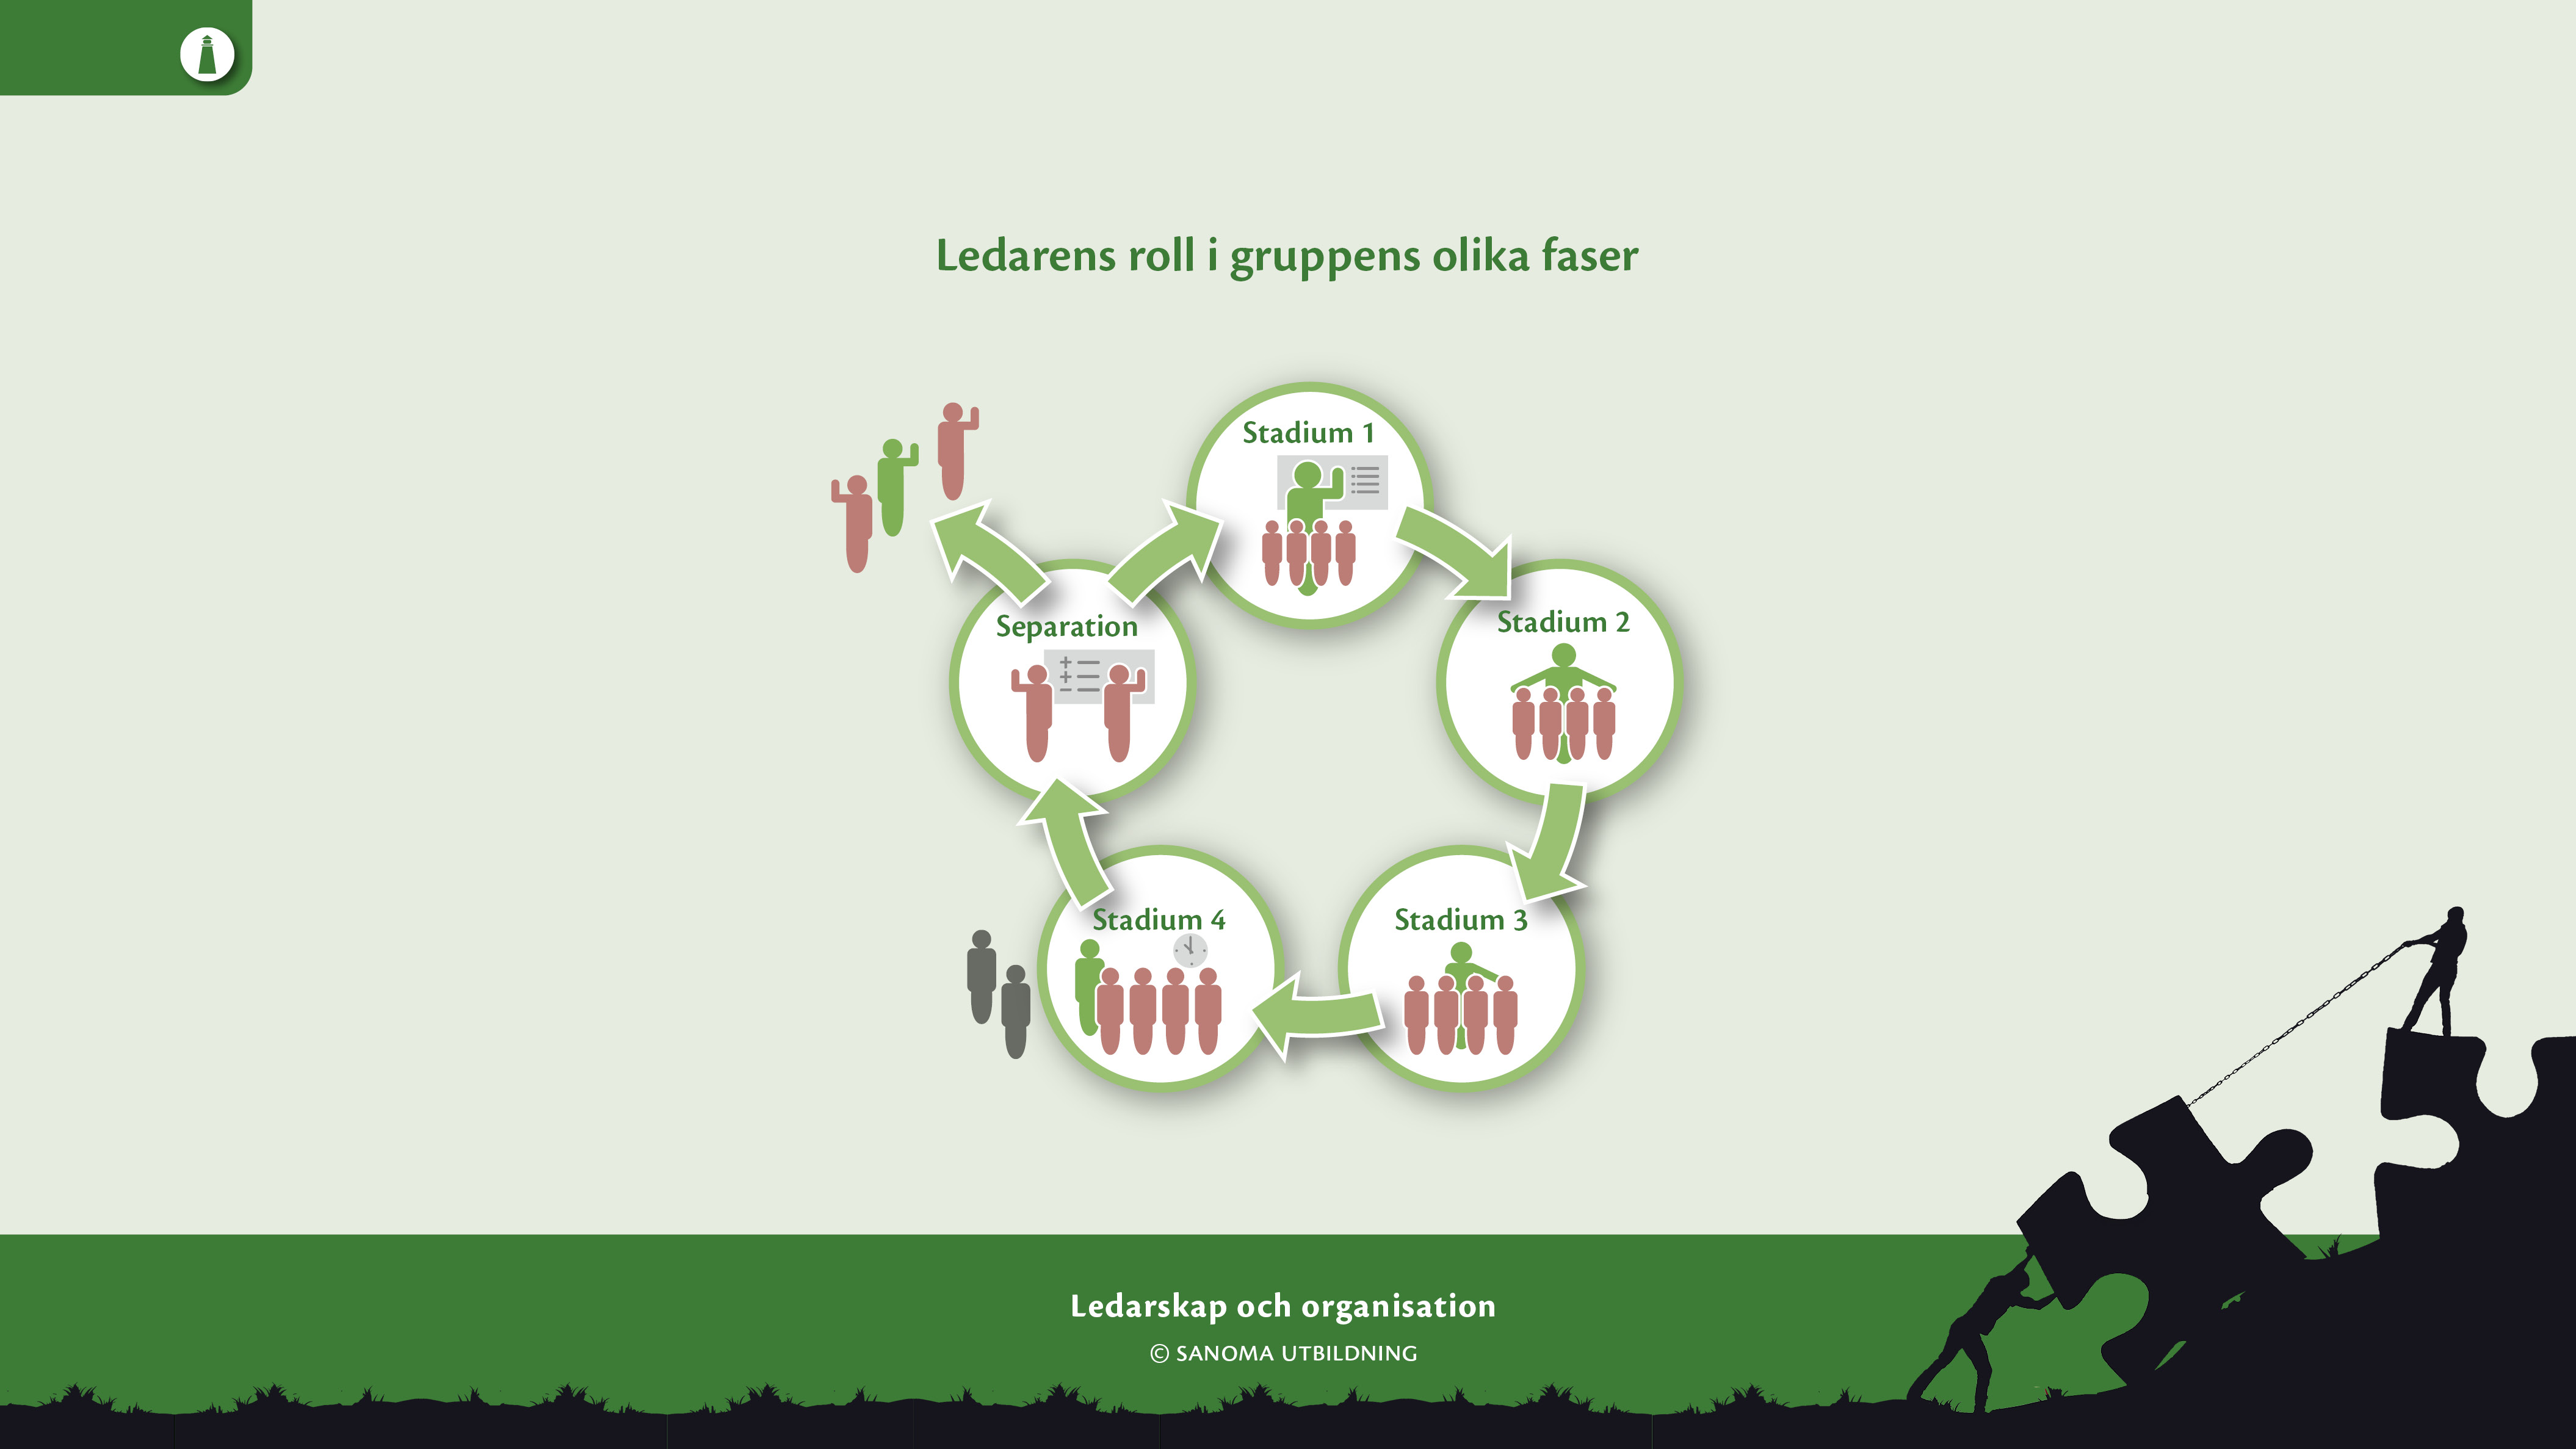 Ledarens roll i gruppens olika faser
Stadium 1
Stadium 2
Separation
Stadium 4
Stadium 3
Ledarskap och organisation
© SANOMA UTBILDNING